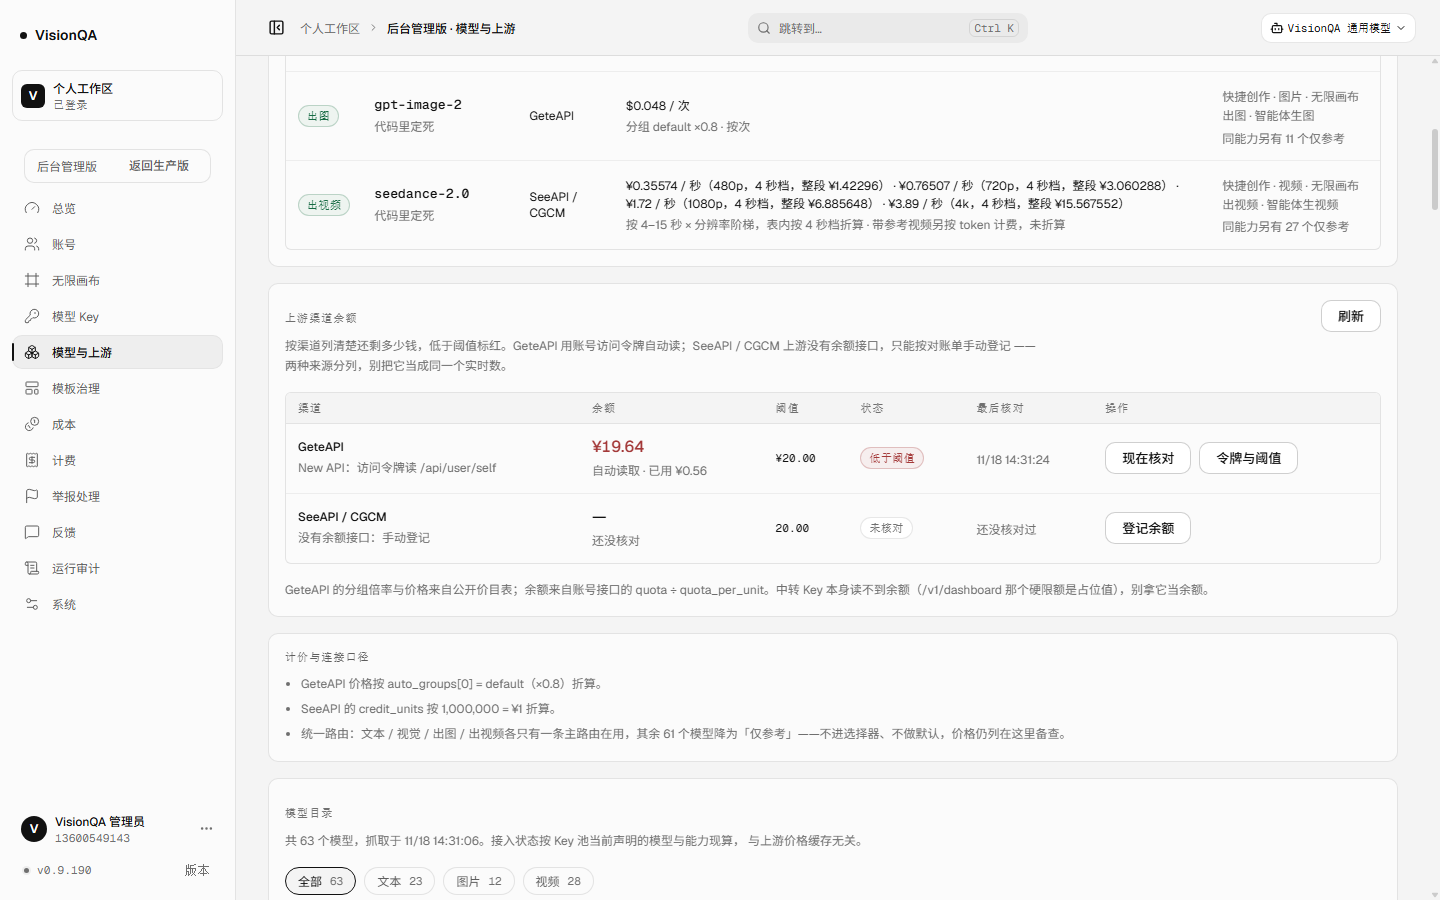 VisionQA
V
个人工作区
已登录
后台管理版
返回生产版
总览
账号
无限画布
模型 Key
模型与上游
模板治理
成本
计费
举报处理
反馈
运行审计
系统
V
VisionQA 管理员
13600549143
v0.9.190
版本
个人工作区
后台管理版 · 模型与上游
跳转到...
Ctrl K
VisionQA 通用模型
出图
gpt-image-2
代码里定死
GeteAPI
$0.048 / 次
分组 default ×0.8 · 按次
快捷创作 · 图片 · 无限画布
出图 · 智能体生图
同能力另有 11 个仅参考
出视频
seedance-2.0
代码里定死
SeeAPI /
CGCM
¥0.35574 / 秒（480p，4 秒档，整段 ¥1.42296） · ¥0.76507 / 秒（720p，4 秒档，整段 ¥3.060288） ·
¥1.72 / 秒（1080p，4 秒档，整段 ¥6.885648） · ¥3.89 / 秒（4k，4 秒档，整段 ¥15.567552）
按 4–15 秒 × 分辨率阶梯，表内按 4 秒档折算 · 带参考视频另按 token 计费，未折算
快捷创作 · 视频 · 无限画布
出视频 · 智能体生视频
同能力另有 27 个仅参考
上游渠道余额
刷新
按渠道列清楚还剩多少钱，低于阈值标红。GeteAPI 用账号访问令牌自动读；SeeAPI / CGCM 上游没有余额接口，只能按对账单手动登记 ——
两种来源分列，别把它当成同一个实时数。
渠道
余额
阈值
状态
最后核对
操作
GeteAPI
New API：访问令牌读 /api/user/self
¥19.64
自动读取 · 已用 ¥0.56
¥20.00
低于阈值
11/18 14:31:24
现在核对
令牌与阈值
SeeAPI / CGCM
没有余额接口：手动登记
—
还没核对
20.00
未核对
还没核对过
登记余额
GeteAPI 的分组倍率与价格来自公开价目表；余额来自账号接口的 quota ÷ quota_per_unit。中转 Key 本身读不到余额（/v1/dashboard 那个硬限额是占位值），别拿它当余额。
计价与连接口径
• GeteAPI 价格按 auto_groups[0] = default（×0.8）折算。
• SeeAPI 的 credit_units 按 1,000,000 = ¥1 折算。
• 统一路由：文本 / 视觉 / 出图 / 出视频各只有一条主路由在用，其余 61 个模型降为「仅参考」——不进选择器、不做默认，价格仍列在这里备查。
模型目录
共 63 个模型，抓取于 11/18 14:31:06。接入状态按 Key 池当前声明的模型与能力现算， 与上游价格缓存无关。
全部 63
文本 23
图片 12
视频 28